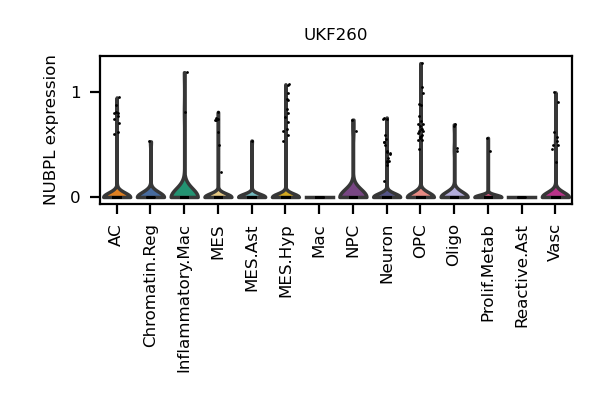 UKF260
NUBPL expression
1
0
AC
Chromatin.Reg
Inflammatory.Mac
MES
MES.Ast
MES.Hyp
Mac
NPC
Neuron
OPC
Oligo
Prolif.Metab
Reactive.Ast
Vasc